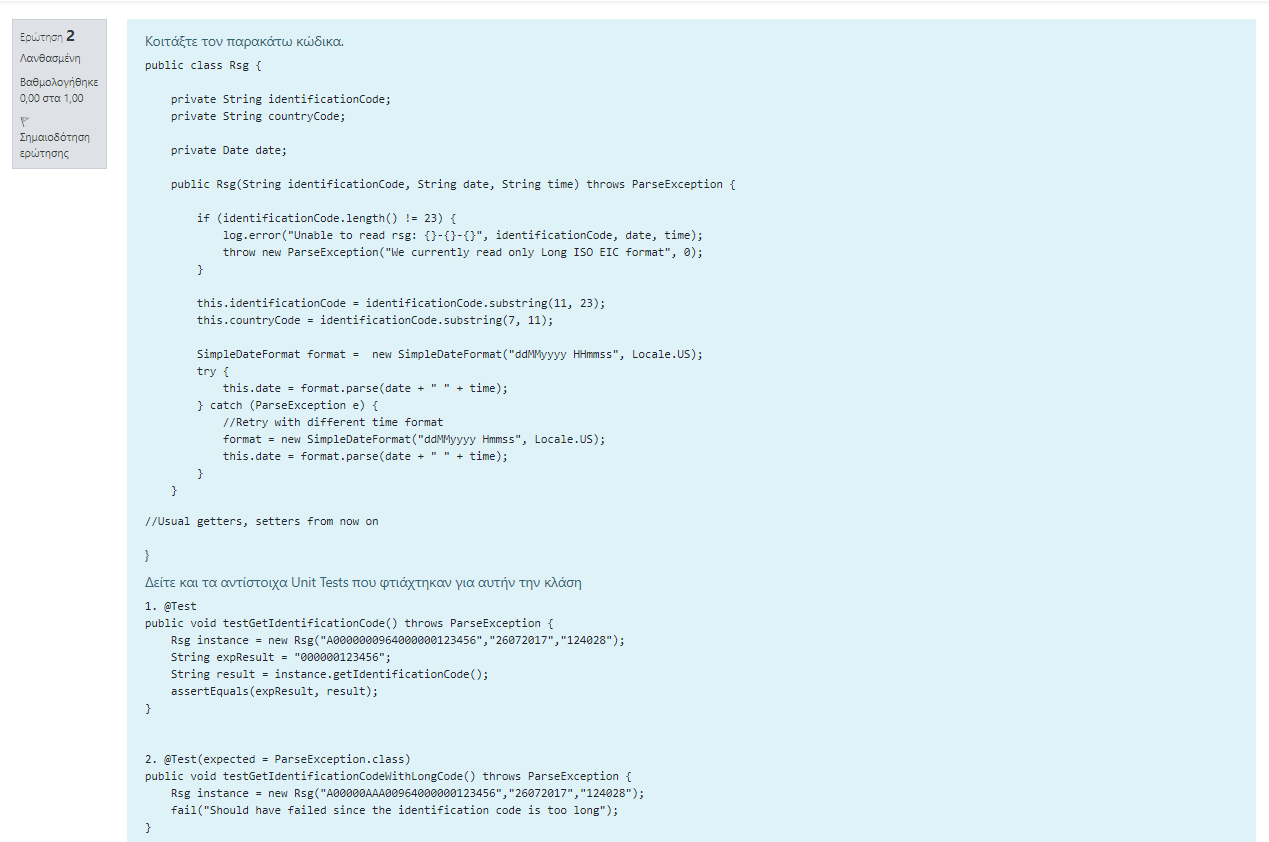 Ερώτηση 2
Λανθασμένη
Βαθμολογήθηκε
0,00 στα 1,00
Σημαιοδότηση
ερώτησης
Κοιτάξτε τον παρακάτω κώδικα.
public class Rsg {
private String identificationCode;
private String countryCode;
private Date date;
public Rsg(String identificationCode, String date, String time) throws ParseException {
if (identificationCode.length() != 23) {
log.error("Unable to read rsg: {}-{}-{}", identificationCode, date, time);
throw new ParseException("We currently read only Long ISO EIC format", 0);
}
this.identificationCode = identificationCode.substring(11, 23);
this.countryCode = identificationCode.substring(7, 11);
SimpleDateFormat format =  new SimpleDateFormat("ddMMyyyy HHmmss", Locale.US);
try {
this.date = format.parse(date + " " + time);
} catch (ParseException e) {
//Retry with different time format
format = new SimpleDateFormat("ddMMyyyy Hmmss", Locale.US);
this.date = format.parse(date + " " + time);
}
}
//Usual getters, setters from now on
}
Δείτε και τα αντίστοιχα Unit Tests που φτιάχτηκαν για αυτήν την κλάση
1. @Test
public void testGetIdentificationCode() throws ParseException {
Rsg instance = new Rsg("A0000000964000000123456","26072017","124028");
String expResult = "000000123456";
String result = instance.getIdentificationCode();
assertEquals(expResult, result);
}
2. @Test(expected = ParseException.class)
public void testGetIdentificationCodeWithLongCode() throws ParseException {
Rsg instance = new Rsg("A00000AAA00964000000123456","26072017","124028");
fail("Should have failed since the identification code is too long");
}